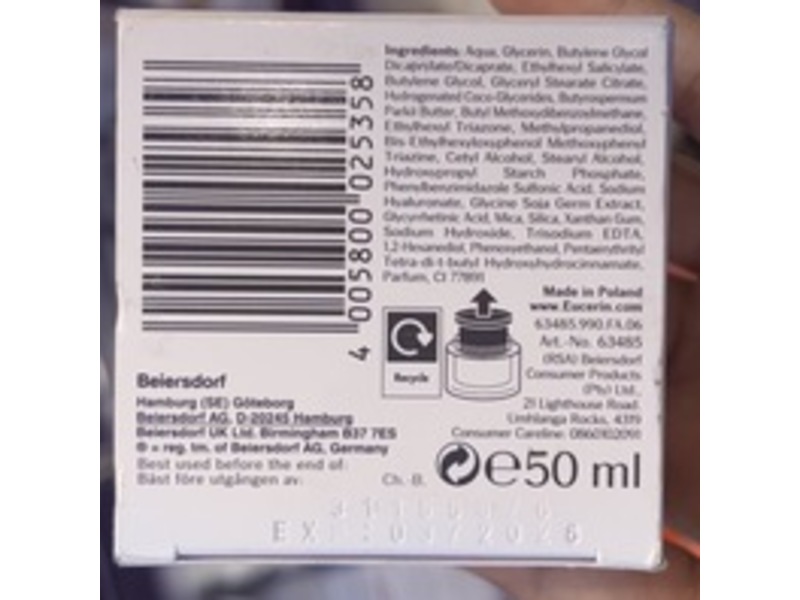 Ingredients: Aqua, Glycerin, Butylene Glycol
Dicaprylate/Dicaprate, Ethylhexyl Salicylate,
Butylene Glycol, Glyceryl Stearate Citrate,
Hydrogenated Coco-Glycerides, Butyrospermum
Parkii Butter, Butyl Methoxydibenzoylmethane,
Ethylhexyl Triazone, Methylpropanediol,
Bis-Ethylhexyloxyphenol Methoxyphenyl
Triazine, Cetyl Alcohol, Stearyl Alcohol,
Hydroxypropyl Starch Phosphate,
Phenylbenzimidazole Sulfonic Acid, Sodium
Hyaluronate, Glycine Soja Germ Extract,
Glycyrrhetinic Acid, Mica, Silica, Xanthan Gum,
Sodium Hydroxide, Trisodium EDTA,
1,2-Hexanediol, Phenoxyethanol, Pentaerythrityl
Tetra-di-t-butyl Hydroxyhydrocinnamate,
Parfum, CI 77891
4 005800 025358
Made in Poland
www.Eucerin.com
63485.990.FA.06
Art.-No. 63485
(RSA) Beiersdorf
Consumer Products
(Pty) Ltd.,
21 Lighthouse Road,
Umhlanga Rocks, 4319
Consumer Careline: 0860102091
Recycle
Beiersdorf
Hamburg (SE) Göteborg
Beiersdorf AG, D-20245 Hamburg
Beiersdorf UK Ltd. Birmingham B37 7ES
® = reg. tm. of Beiersdorf AG, Germany
Best used before the end of:
Bäst före utgången av:
Ch.-B.
e50 ml
EX 03/2026